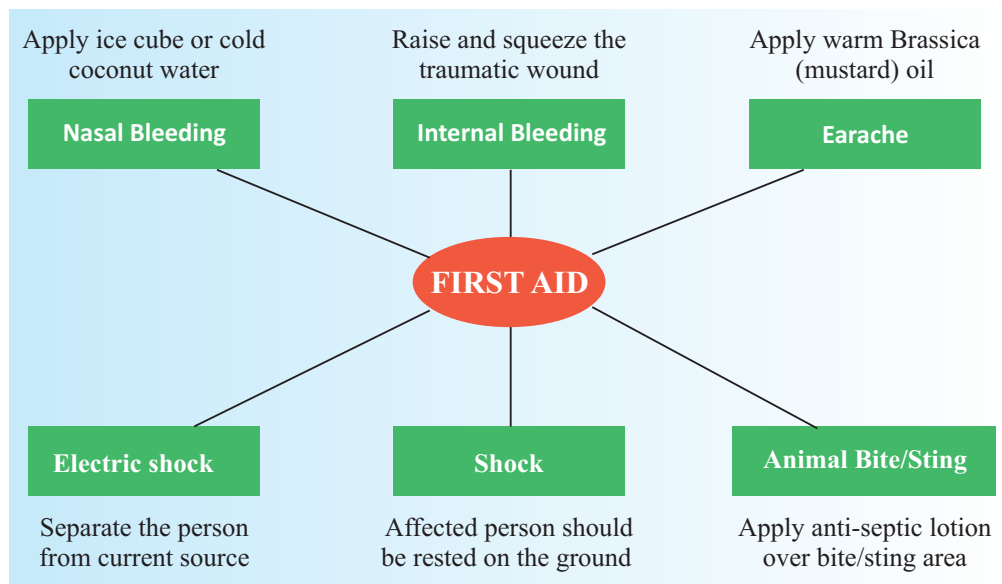 Apply ice cube or cold
coconut water
Nasal Bleeding
Raise and squeeze the
traumatic wound
Internal Bleeding
Apply warm Brassica
(mustard) oil
Earache
FIRST AID
Electric shock
Separate the person
from current source
Shock
Affected person should
be rested on the ground
Animal Bite/Sting
Apply anti-septic lotion
over bite/sting area